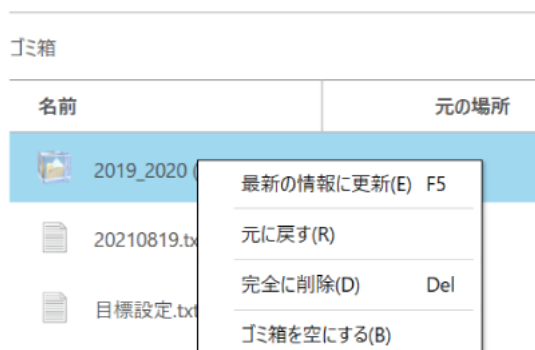 ゴミ箱
名前 元の場所
2019_2020 (
最新の情報に更新(E) F5
20210819.tx
元に戻す(R)
完全に削除(D) Del
目標設定.txt
ゴミ箱を空にする(B)